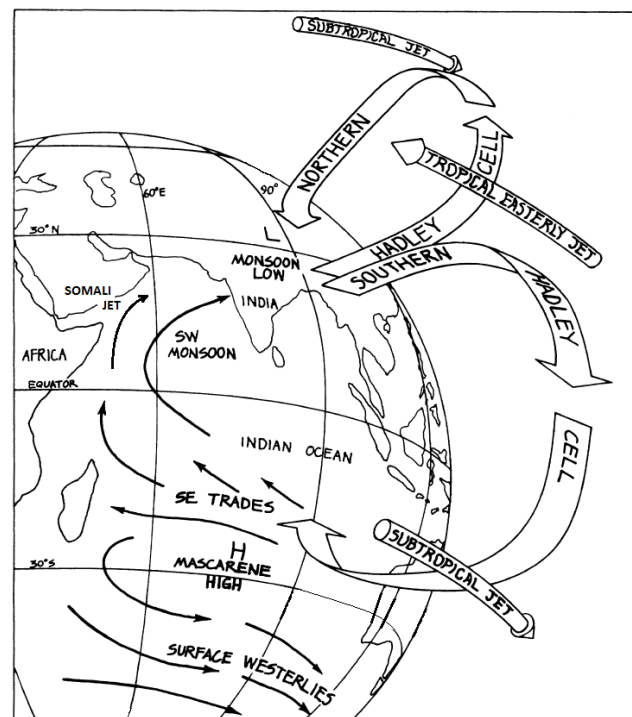 SUBTROPICAL JET
NORTHERN
CELL
TROPICAL EASTERLY JET
60°E
90°
30°N
L
MONSOON
LOW
HADLEY
SOUTHERN
HADLEY
CELL
SOMALI
JET
INDIA
SW
MONSOON
AFRICA
EQUATOR
INDIAN OCEAN
SE TRADES
H
MASCARENE
HIGH
30°S
SUBTROPICAL JET
SURFACE WESTERLIES